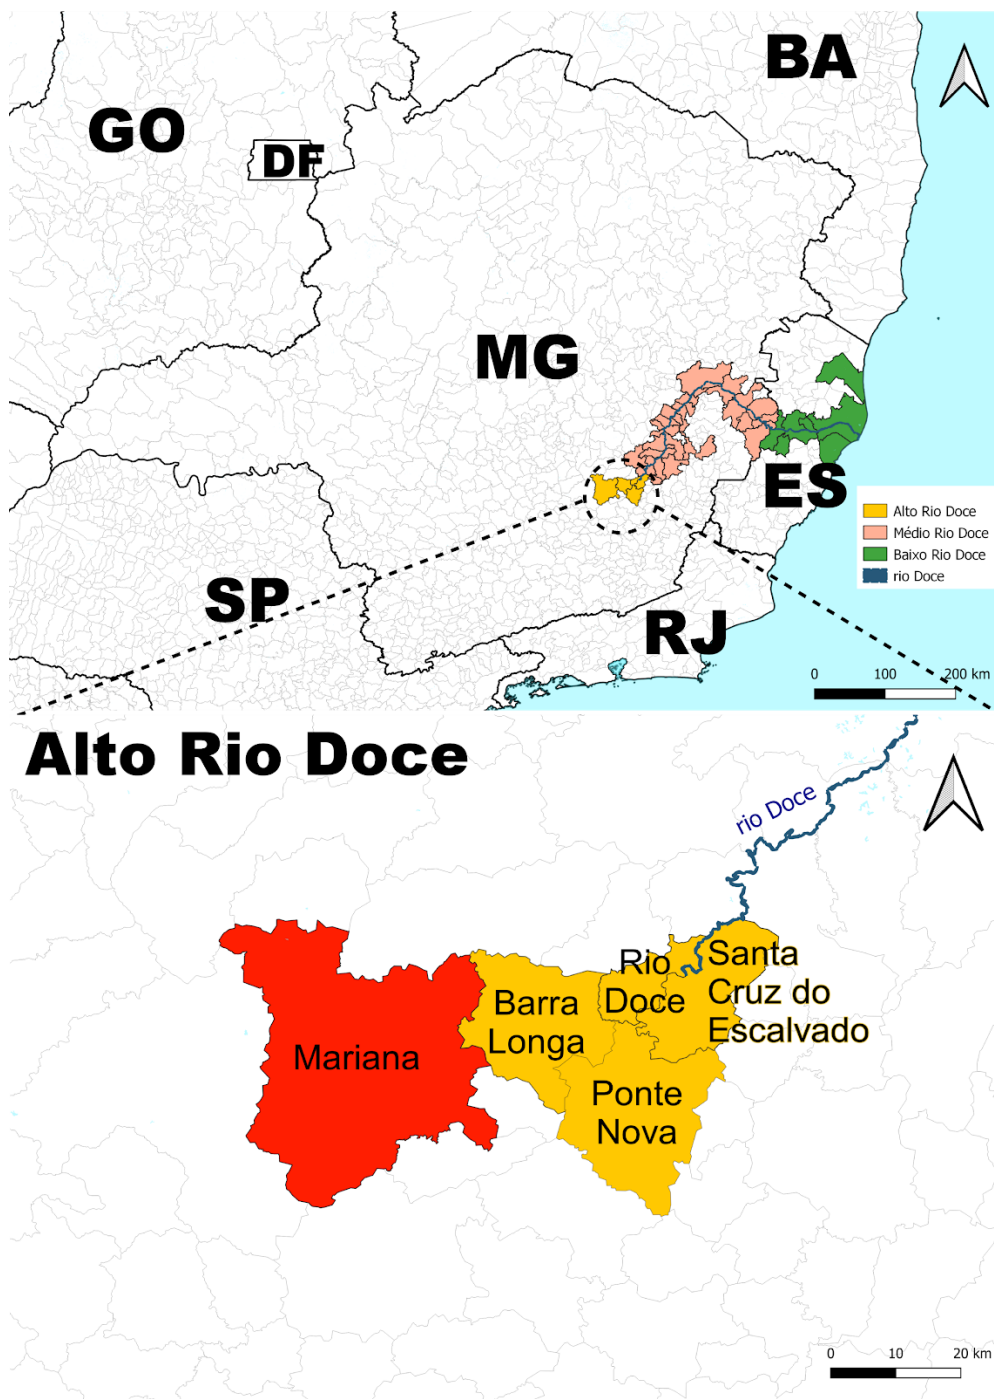 BA
GO
DF
MG
ES
Alto Rio Doce
Médio Rio Doce
Baixo Rio Doce
rio Doce
SP
RJ
0 100 200 km
Alto Rio Doce
rio Doce
Rio
Doce
Santa
Cruz do
Escalvado
Barra
Longa
Mariana
Ponte
Nova
0 10 20 km